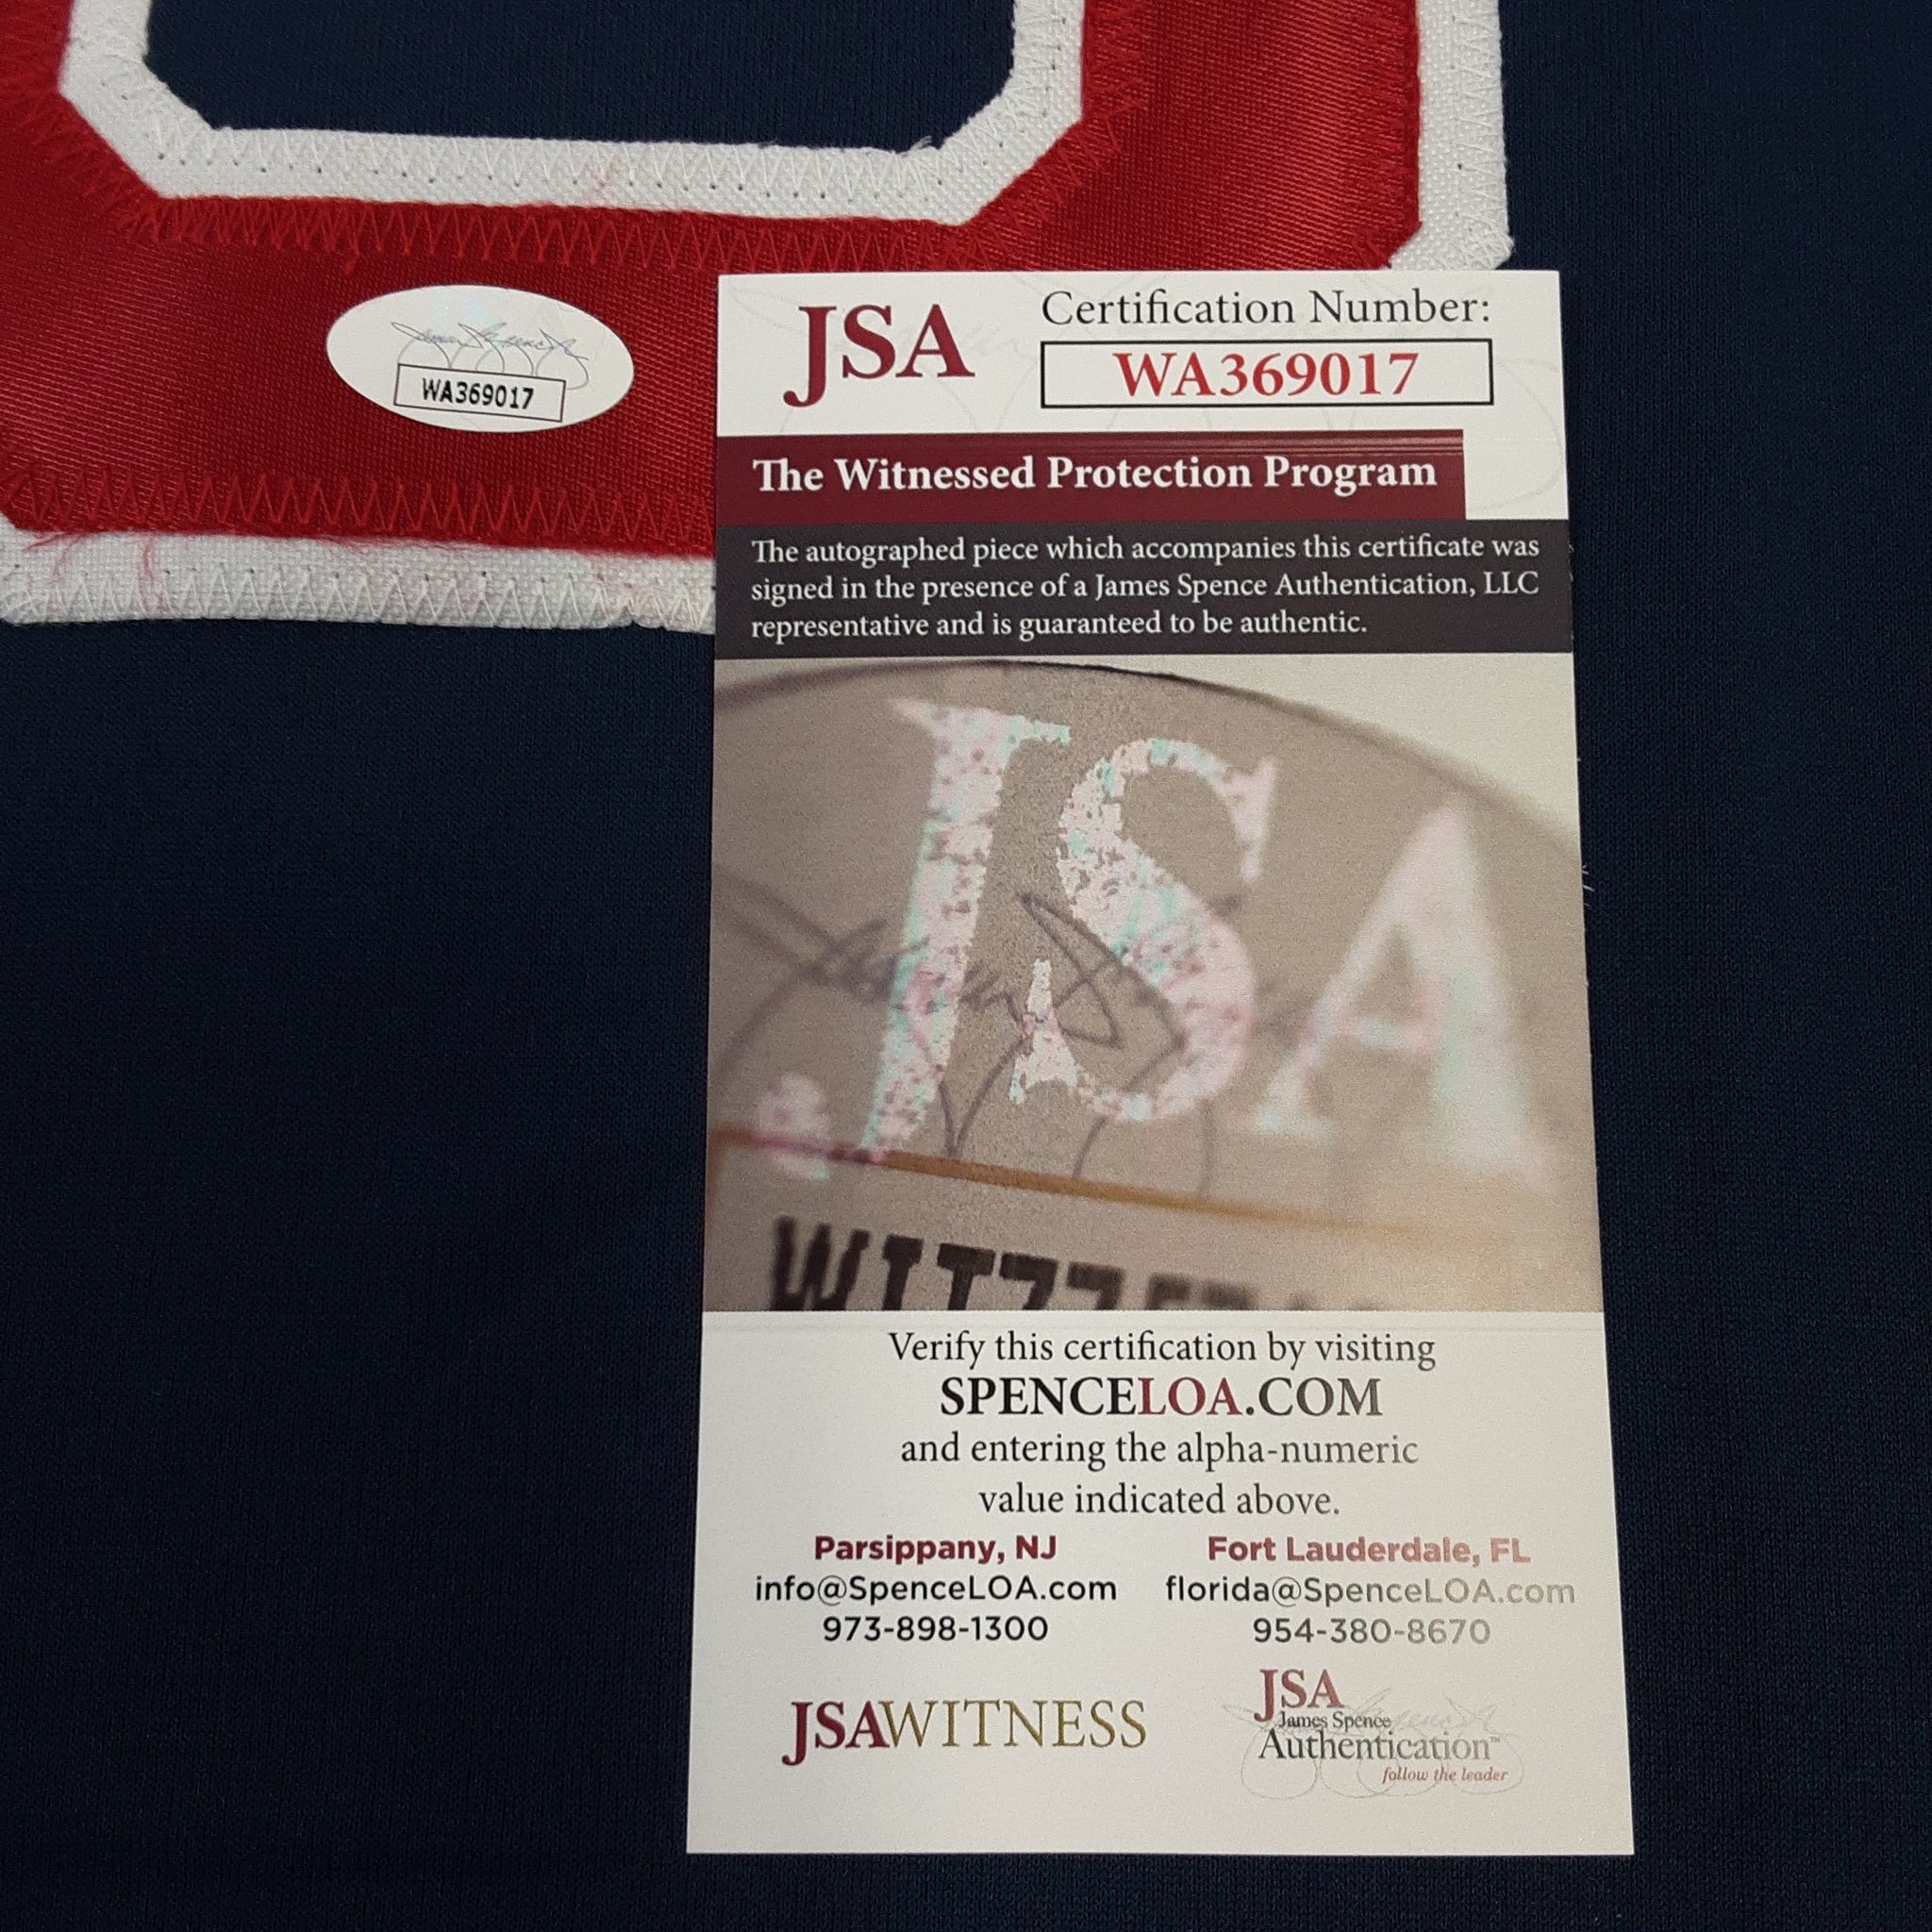 WA369017
JSA
Certification Number:
WA369017
The Witnessed Protection Program
The autographed piece which accompanies this certificate was
signed in the presence of a James Spence Authentication, LLC
representative and is guaranteed to be authentic.
JSA
Verify this certification by visiting
SPENCELOA.COM
and entering the alpha-numeric
value indicated above.
Parsippany, NJ
info@SpenceLOA.com
973-898-1300
Fort Lauderdale, FL
florida@SpenceLOA.com
954-380-8670
JSAWITNESS
JSA
James Spence
Authentication™
follow the leader